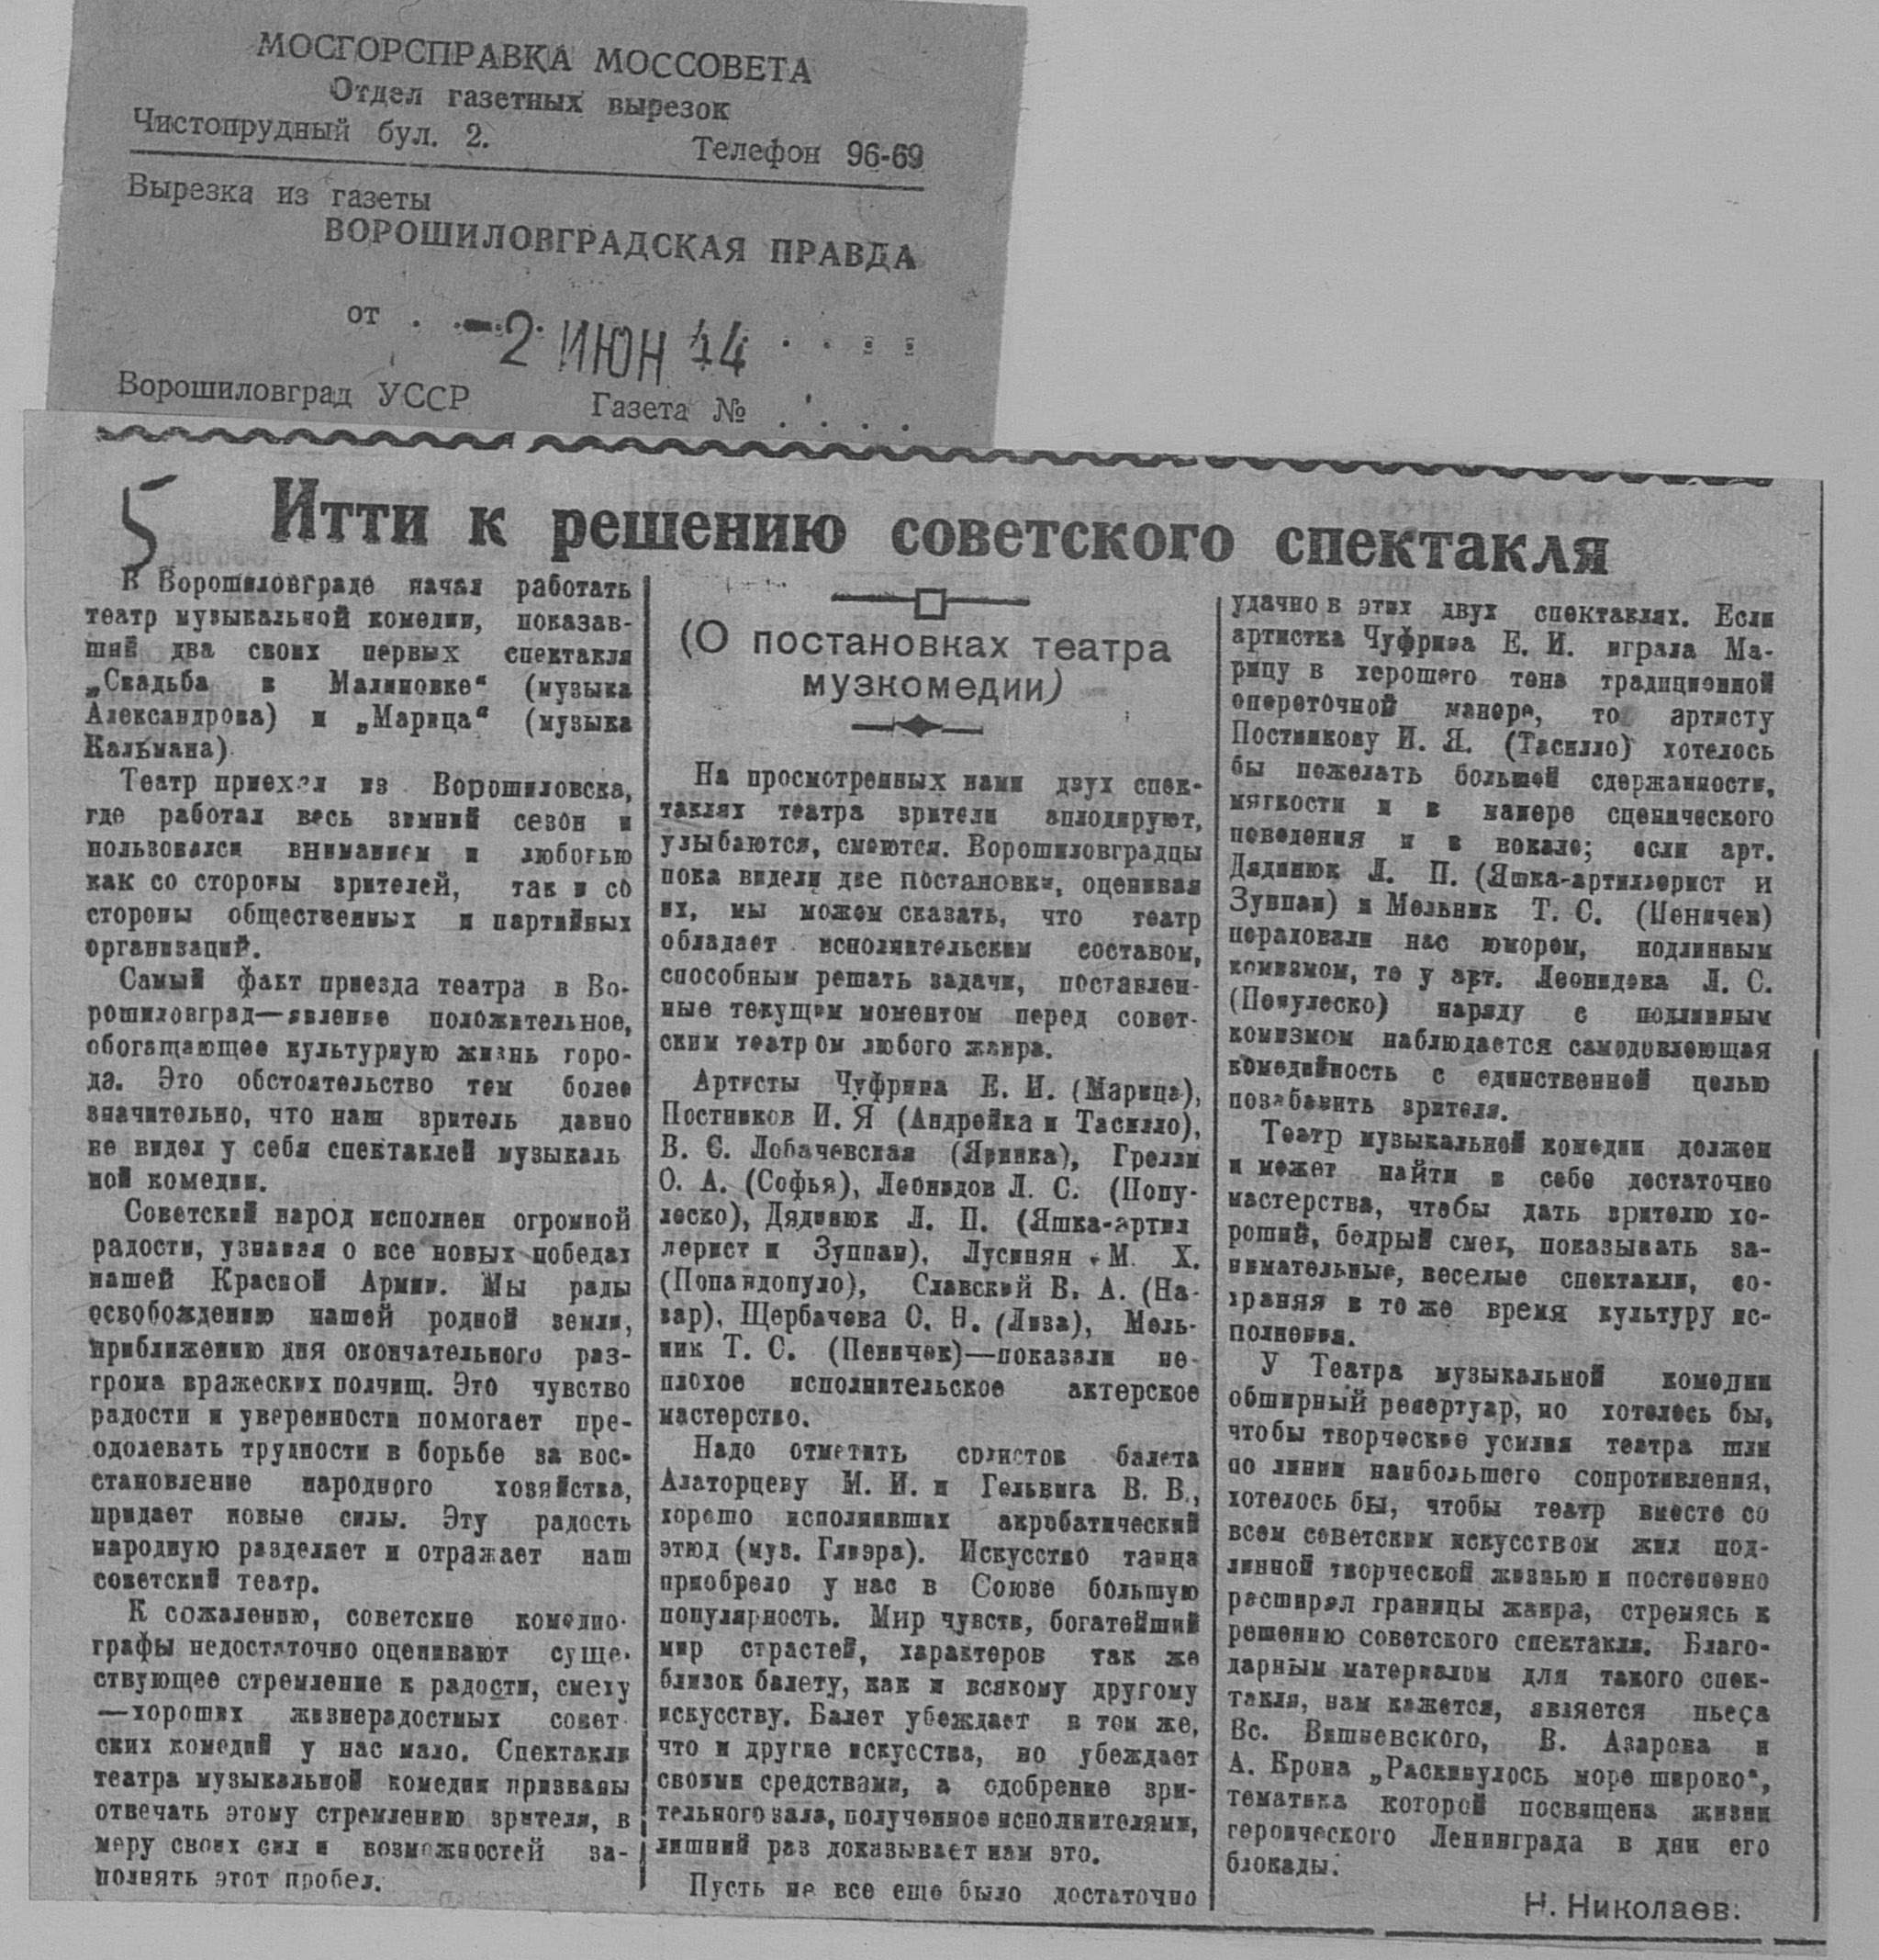 МОСГОРСПРАВКА МОССОВЕТА
Отдел газетных вырезок
Чистопрудный бул. 2. Телефон 96-69
Вырезка из газеты
ВОРОШИЛОВГРАДСКАЯ ПРАВДА
от . . -2 ИЮН 44 . . . .
Ворошиловград УССР Газета № . . . .
5
Итти к решению советского спектакля
В Ворошиловграде начал работать
театр музыкальной комедии, показав-
ший два своих первых спектакля
„Свадьба в Малиновке“ (музыка
Александрова) и „Марица“ (музыка
Кальмана).
Театр приехал из Ворошиловска,
где работал весь зимний сезон и
пользовался вниманием и любовью
как со стороны зрителей, так и со
стороны общественных и партийных
организаций.
Самый факт приезда театра в Во-
рошиловград—явление положительное,
обогащающее культурную жизнь горо-
да. Это обстоятельство тем более
значительно, что наш зритель давно
не видел у себя спектаклей музыкаль
ной комедии.
Советский народ исполнен огромной
радости, узнавая о все новых победах
нашей Красной Армии. Мы рады
освобождению нашей родной земли,
приближению дня окончательного раз-
грома вражеских полчищ. Это чувство
радости и уверенности помогает пре-
одолевать трудности в борьбе за вос-
становление народного хозяйства,
придает новые силы. Эту радость
народную разделяет и отражает наш
советский театр.
К сожалению, советские комедио-
графы недостаточно оценивают суще-
ствующее стремление к радости, смеху
—хороших жизнерадостных совет-
ских комедий у нас мало. Спектакли
театра музыкальной комедии призваны
отвечать этому стремлению зрителя, в
меру своих сил и возможностей за-
полнять этот пробел.
(О постановках театра
музкомедии)
На просмотренных нами двух спек-
таклях театра зрители аплодируют,
улыбаются, смеются. Ворошиловградцы
пока видели две постановки, оценивая
их, мы можем сказать, что театр
обладает исполнительским составом,
способным решать задачи, поставлен-
ные текущим моментом перед совет-
ским театром любого жанра.
Артисты Чуфрина Е. И. (Марица),
Постников И. Я (Андрейка и Тасилло),
В. С. Лобачевская (Яринка), Грелли
О. А. (Софья), Леонидов Л. С. (Попу-
леско), Дядинюк Л. П. (Яшка-артил
лерист и Зуппан), Лусинян М. Х.
(Попандопуло), Славский В. А. (На-
зар), Щербачева О. Н. (Лиза), Мель-
ник Т. С. (Пеничек)—показали не-
плохое исполнительское актерское
мастерство.
Надо отметить солистов балета
Алаторцеву М. И. и Гельвига В. В.,
хорошо исполнивших акробатический
этюд (муз. Глиэра). Искусство танца
приобрело у нас в Союзе большую
популярность. Мир чувств, богатейший
мир страстей, характеров так же
близок балету, как и всякому другому
искусству. Балет убеждает в том же,
что и другие искусства, но убеждает
своими средствами, а одобрение зри-
тельного зала, полученное исполнителями,
лишний раз доказывает нам это.
Пусть не все еще было достаточно
удачно в этих двух спектаклях. Если
артистка Чуфрина Е. И. играла Ма-
рицу в хорошего тона традиционной
опереточной манере, то артисту
Постникову И. Я. (Тасилло) хотелось
бы пожелать большей сдержанности,
мягкости и в манере сценического
поведения и в вокале; если арт.
Дядинюк Л. П. (Яшка-артиллерист и
Зуппан) и Мельник Т. С. (Пеничек)
порадовали нас юмором, подлинным
комизмом, то у арт. Леонидова Л. С.
(Популеско) наряду с подлинным
комизмом наблюдается самодовлеющая
комедийность с единственной целью
позабавить зрителя.
Театр музыкальной комедии должен
и может найти в себе достаточно
мастерства, чтобы дать зрителю хо-
роший, бодрый смех, показывать за-
нимательные, веселые спектакли, со-
храняя в то же время культуру ис-
полнения.
У Театра музыкальной комедии
обширный репертуар, но хотелось бы,
чтобы творческие усилия театра шли
по линии наибольшего сопротивления,
хотелось бы, чтобы театр вместе со
всем советским искусством жил под-
линной творческой жизнью и постепенно
расширял границы жанра, стремясь к
решению советского спектакля. Благо-
дарным материалом для такого спек-
такля, нам кажется, является пьеса
Вс. Вишневского, В. Азарова и
А. Крона „Раскинулось море широко“,
тематика которой посвящена жизни
героического Ленинграда в дни его
блокады.
Н. Николаев.